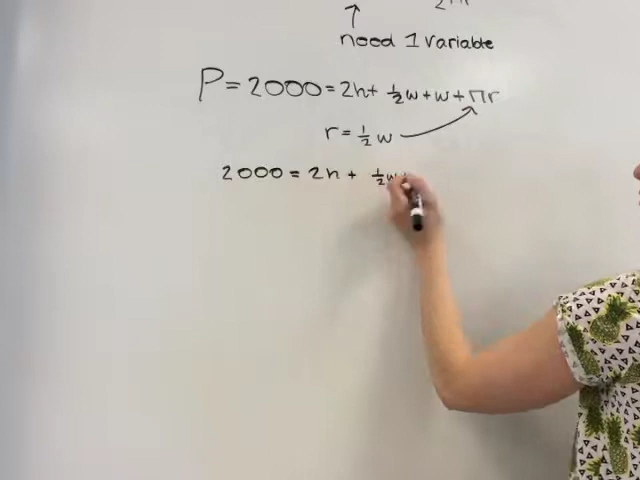 need 1 variable
P = 2000 = 2h + ½w + w + πr
r = ½w
2000 = 2h + ½w +